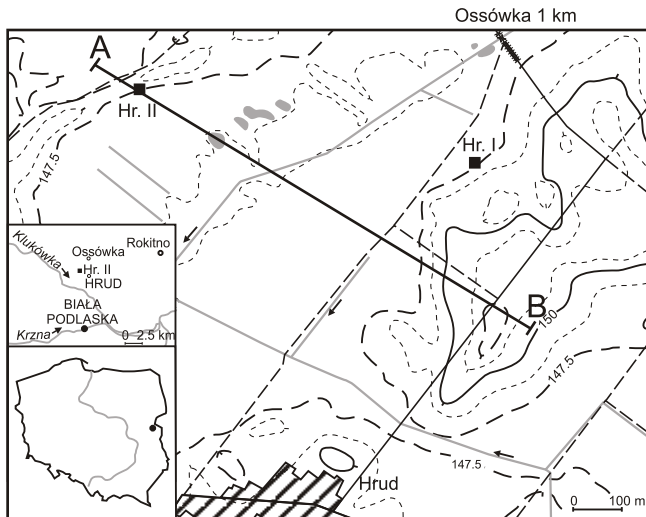 Ossówka 1 km
A
Hr. II
Hr. I
147.5
Klukówka
Ossówka
Rokitno
Hr. II
HRUD
BIAŁA
PODLASKA
Krzna
0 2.5 km
B
150
147.5
147.5
Hrud
0 100 m